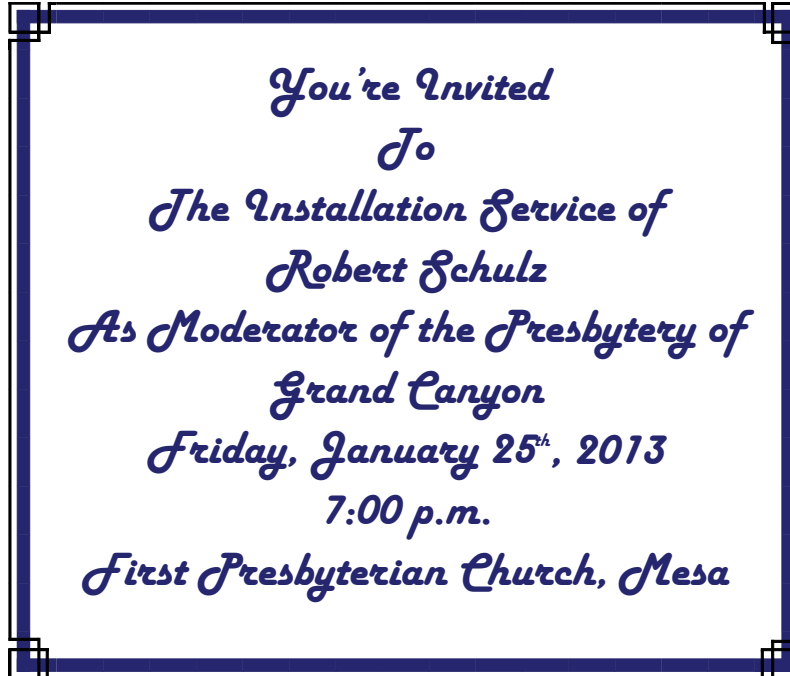 You're Invited
To
The Installation Service of
Robert Schulz
As Moderator of the Presbytery of
Grand Canyon
Friday, January 25th, 2013
7:00 p.m.
First Presbyterian Church, Mesa